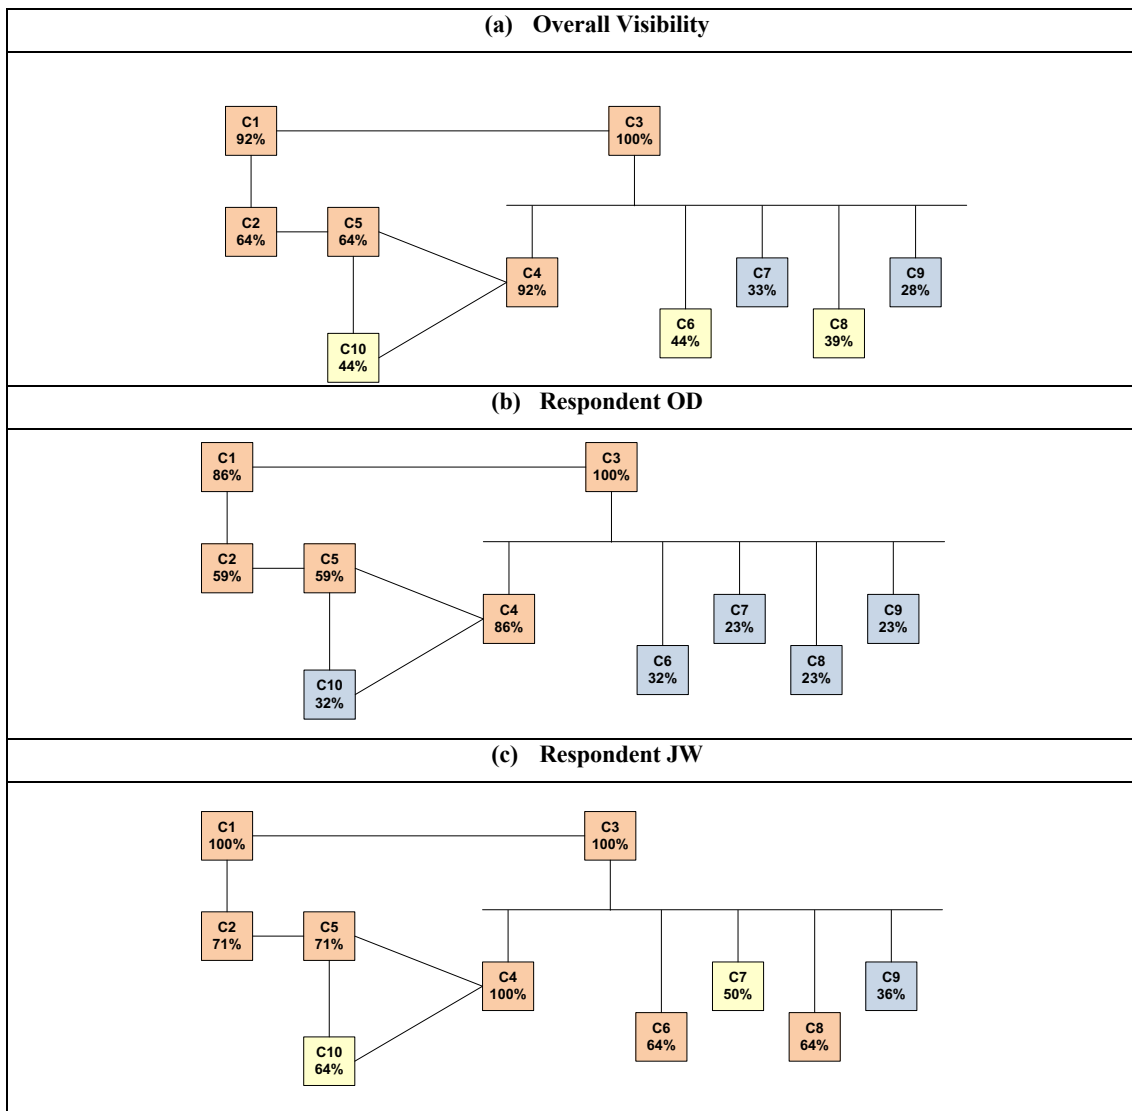 (a) Overall Visibility
C1
92%
C3
100%
C2
64%
C5
64%
C4
92%
C7
33%
C9
28%
C6
44%
C8
39%
C10
44%
(b) Respondent OD
C1
86%
C3
100%
C2
59%
C5
59%
C4
86%
C7
23%
C9
23%
C6
32%
C8
23%
C10
32%
(c) Respondent JW
C1
100%
C3
100%
C2
71%
C5
71%
C4
100%
C7
50%
C9
36%
C6
64%
C8
64%
C10
64%